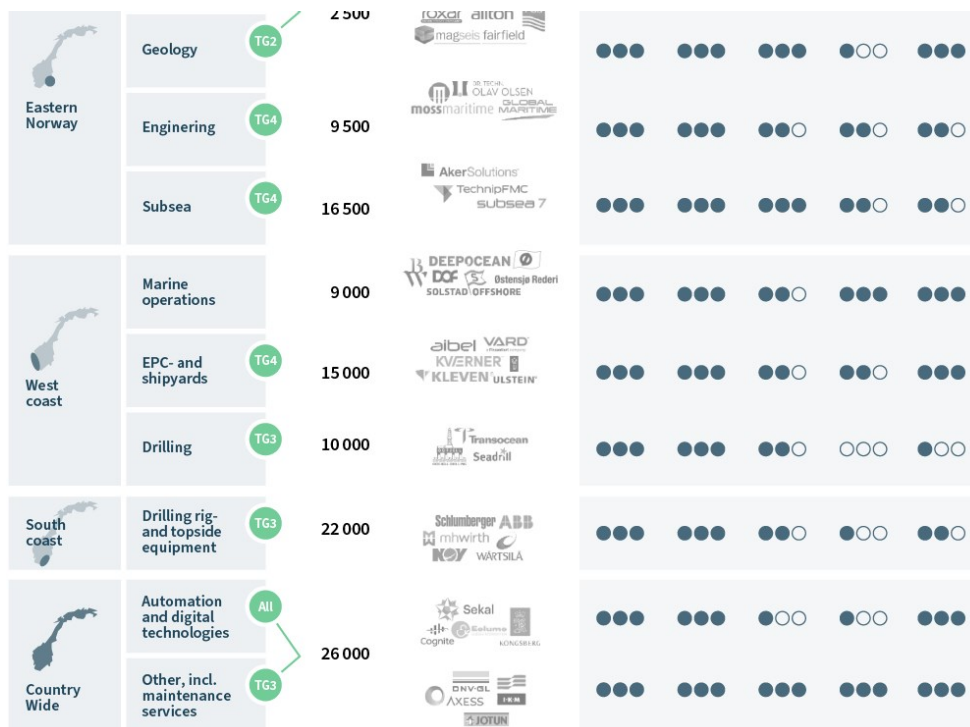 2 500
roxar
allton
magseis fairfield
Geology
TG2
Eastern
Norway
DR. TECHN.
OLAV OLSEN
mossmaritime
GLOBAL
MARITIME
Enginering
TG4
9 500
AkerSolutions
TechnipFMC
subsea 7
Subsea
TG4
16 500
Marine
operations
9 000
DEEPOCEAN
DOF
Østensjø Rederi
SOLSTAD OFFSHORE
West
coast
EPC- and
shipyards
TG4
15 000
aibel
VARD
KVÆRNER
KLEVEN
ULSTEIN
Drilling
TG3
10 000
Transocean
Seadrill
South
coast
Drilling rig-
and topside
equipment
TG3
22 000
Schlumberger
ABB
mhwirth
NOV
WÄRTSILÄ
Country
Wide
Automation
and digital
technologies
All
26 000
Sekal
Cognite
Eelume
KONGSBERG
Other, incl.
maintenance
services
TG3
DNV·GL
AXESS
IKM
JOTUN